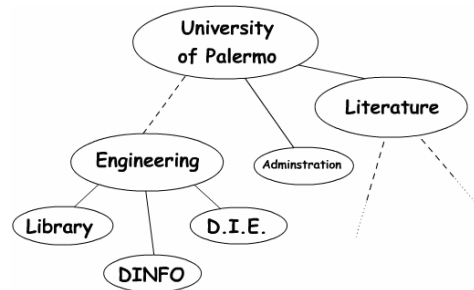 University
of Palermo
Literature
Engineering
Adminstration
Library
D.I.E.
DINFO